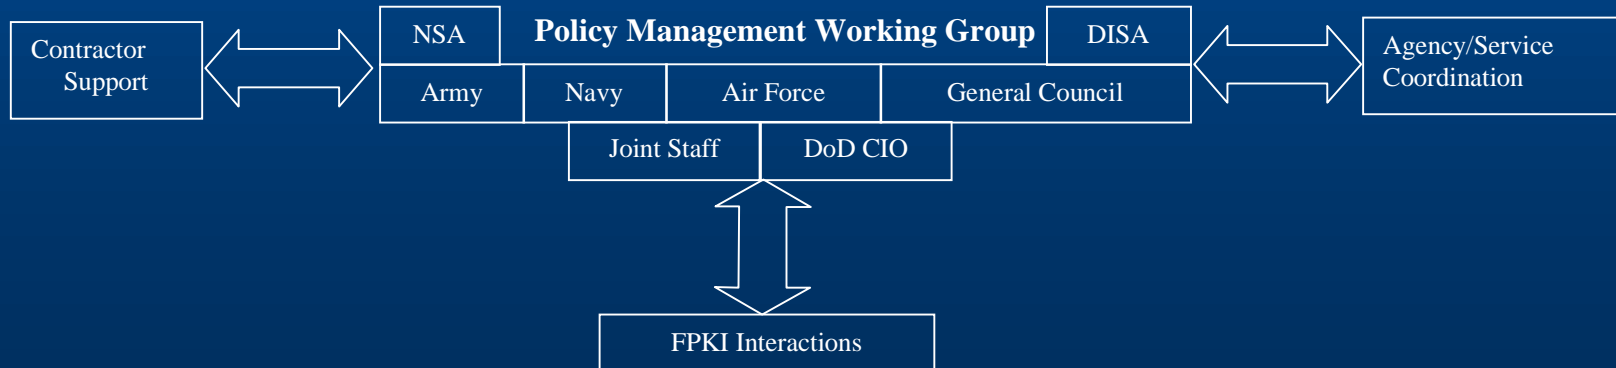 Contractor
Support
NSA
Policy Management Working Group
DISA
Agency/Service
Coordination
Army
Navy
Air Force
General Council
Joint Staff
DoD CIO
FPKI Interactions